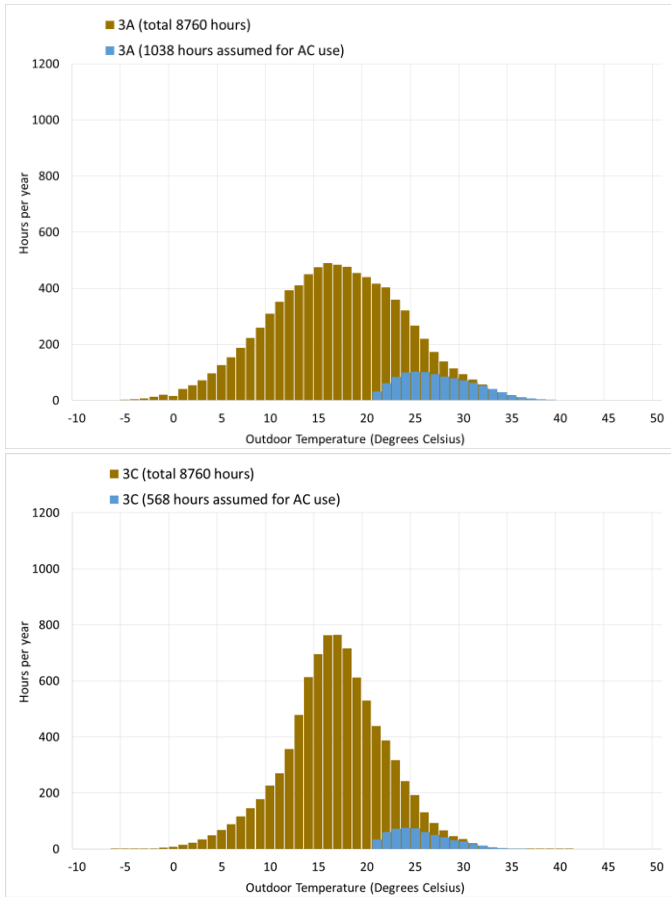 3A (total 8760 hours)
3A (1038 hours assumed for AC use)
1200
1000
800
600
400
200
0
Hours per year
-10 -5 0 5 10 15 20 25 30 35 40 45 50
Outdoor Temperature (Degrees Celsius)
3C (total 8760 hours)
3C (568 hours assumed for AC use)
1200
1000
800
600
400
200
0
Hours per year
-10 -5 0 5 10 15 20 25 30 35 40 45 50
Outdoor Temperature (Degrees Celsius)